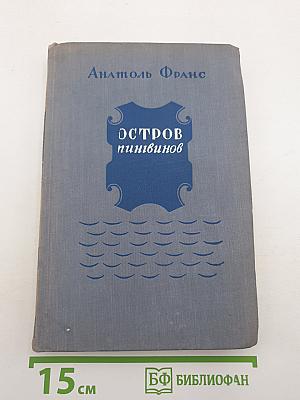 Анатоль Франс
ОСТРОВ
пингвинов
15 см
БФ БИБЛИОФАН